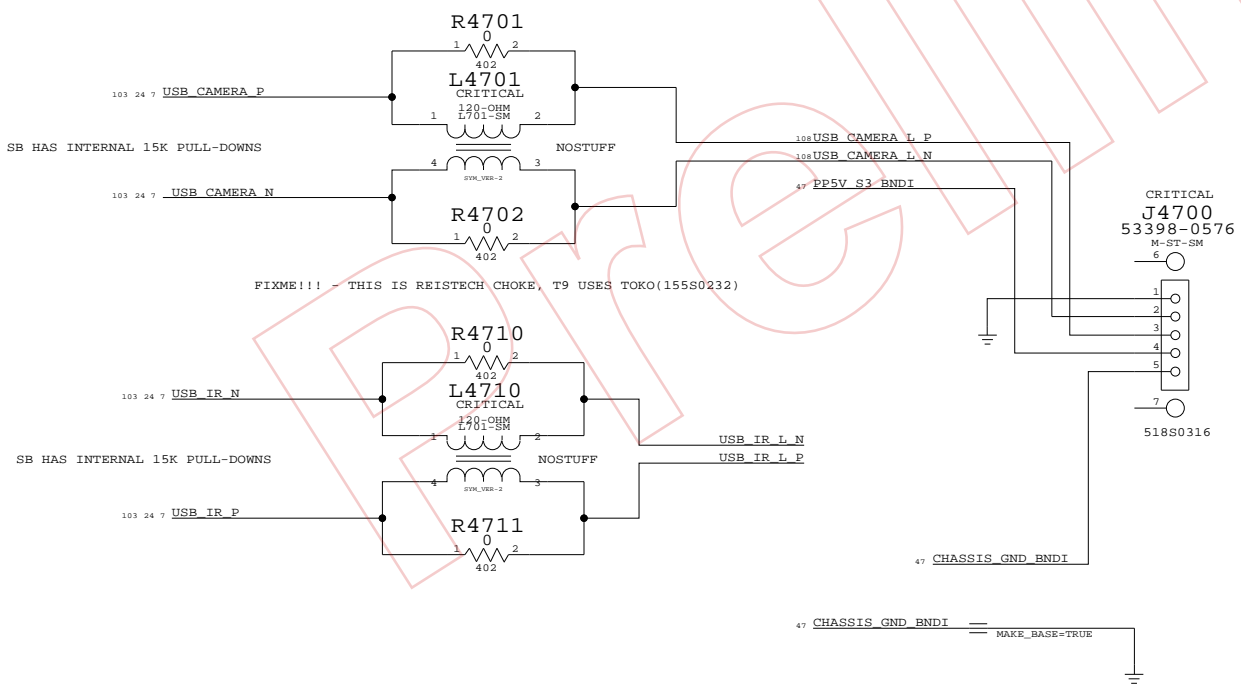 R4701
0
1 2
402
L4701
CRITICAL
120-OHM
L701-SM
1 2
103 24 7 USB_CAMERA_P
SB HAS INTERNAL 15K PULL-DOWNS
NOSTUFF
4 3
SYM_VER-2
103 24 7 USB_CAMERA_N
R4702
0
1 2
402
108 USB_CAMERA_L_P
108 USB_CAMERA_L_N
47 PP5V_S3_BNDI
CRITICAL
J4700
53398-0576
M-ST-SM
6
1
2
3
4
5
7
518S0316
FIXME!!! - THIS IS REISTECH CHOKE, T9 USES TOKO(155S0232)
R4710
0
1 2
402
L4710
CRITICAL
120-OHM
L701-SM
1 2
103 24 7 USB_IR_N
SB HAS INTERNAL 15K PULL-DOWNS
NOSTUFF
4 3
SYM_VER-2
USB_IR_L_N
USB_IR_L_P
103 24 7 USB_IR_P
R4711
0
1 2
402
47 CHASSIS_GND_BNDI
47 CHASSIS_GND_BNDI
MAKE_BASE=TRUE